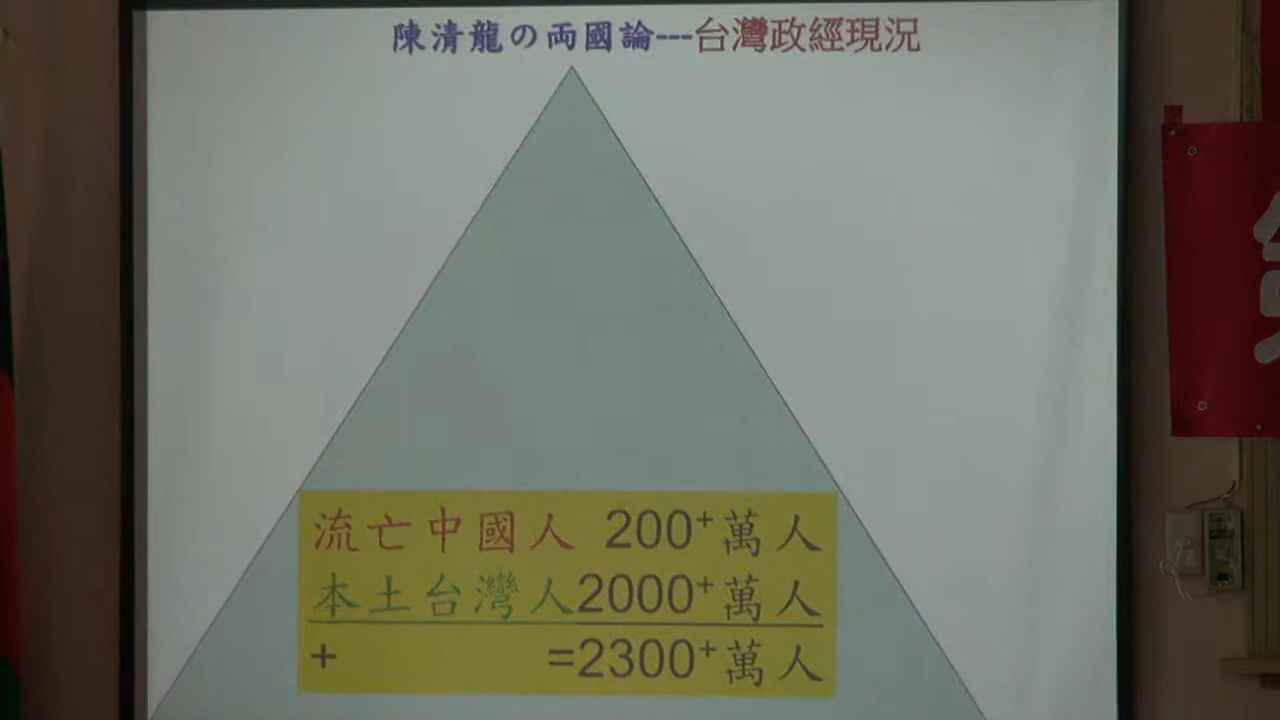 陳清龍の両國論---台灣政經現況
流亡中國人 200⁺萬人
本土台灣人2000⁺萬人
+ =2300⁺萬人